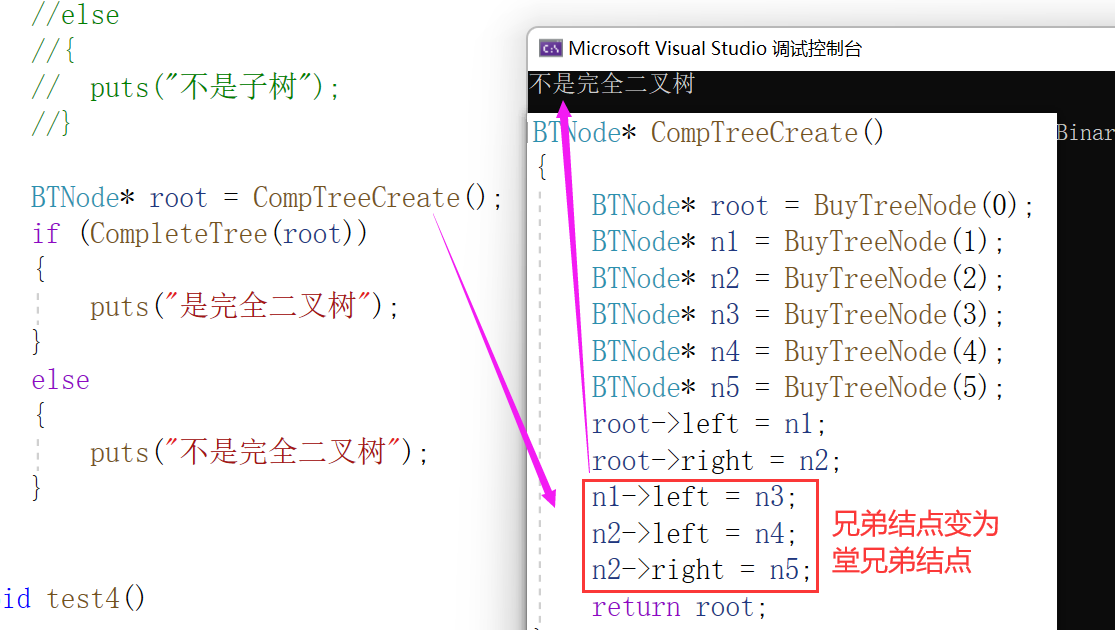 //else
//{
//  puts("不是子树");
//}
BTNode* root = CompTreeCreate();
if (CompleteTree(root))
{
puts("是完全二叉树");
}
else
{
puts("不是完全二叉树");
}
id test4()
Microsoft Visual Studio 调试控制台
不是完全二叉树
Binar
BTNode* CompTreeCreate()
{
BTNode* root = BuyTreeNode(0);
BTNode* n1 = BuyTreeNode(1);
BTNode* n2 = BuyTreeNode(2);
BTNode* n3 = BuyTreeNode(3);
BTNode* n4 = BuyTreeNode(4);
BTNode* n5 = BuyTreeNode(5);
root->left = n1;
root->right = n2;
n1->left = n3;
n2->left = n4;
n2->right = n5;
return root;
兄弟结点变为
堂兄弟结点